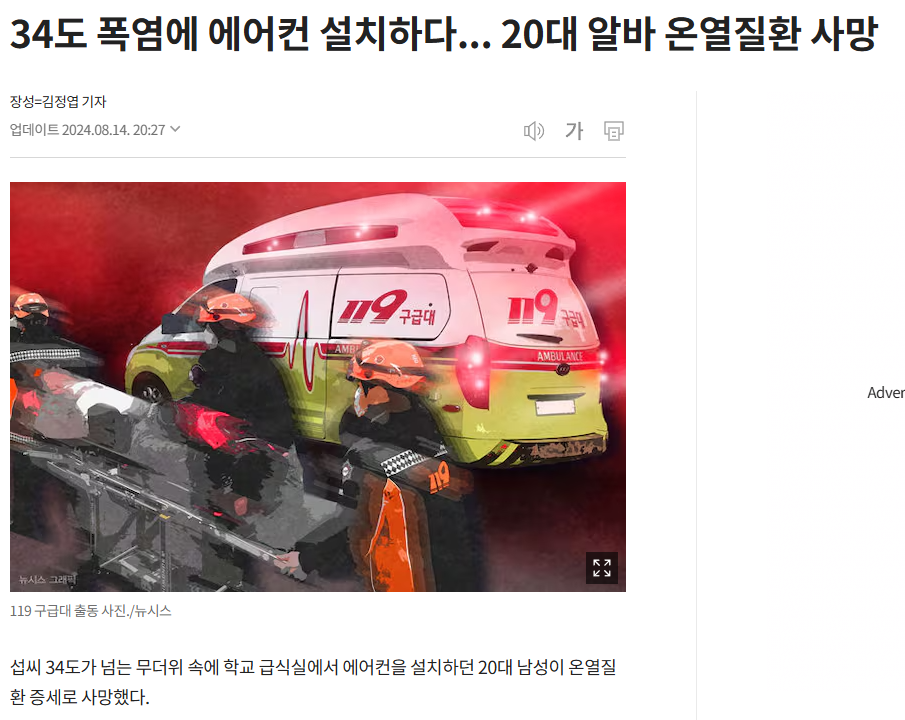 34도 폭염에 에어컨 설치하다... 20대 알바 온열질환 사망
장성=김정엽 기자
업데이트 2024.08.14. 20:27
가
119 구급대
119 구급대
AMBULANCE
AMBULANCE
119
뉴시스 그래픽
Adver
119 구급대 출동 사진./뉴시스
섭씨 34도가 넘는 무더위 속에 학교 급식실에서 에어컨을 설치하던 20대 남성이 온열질
환 증세로 사망했다.